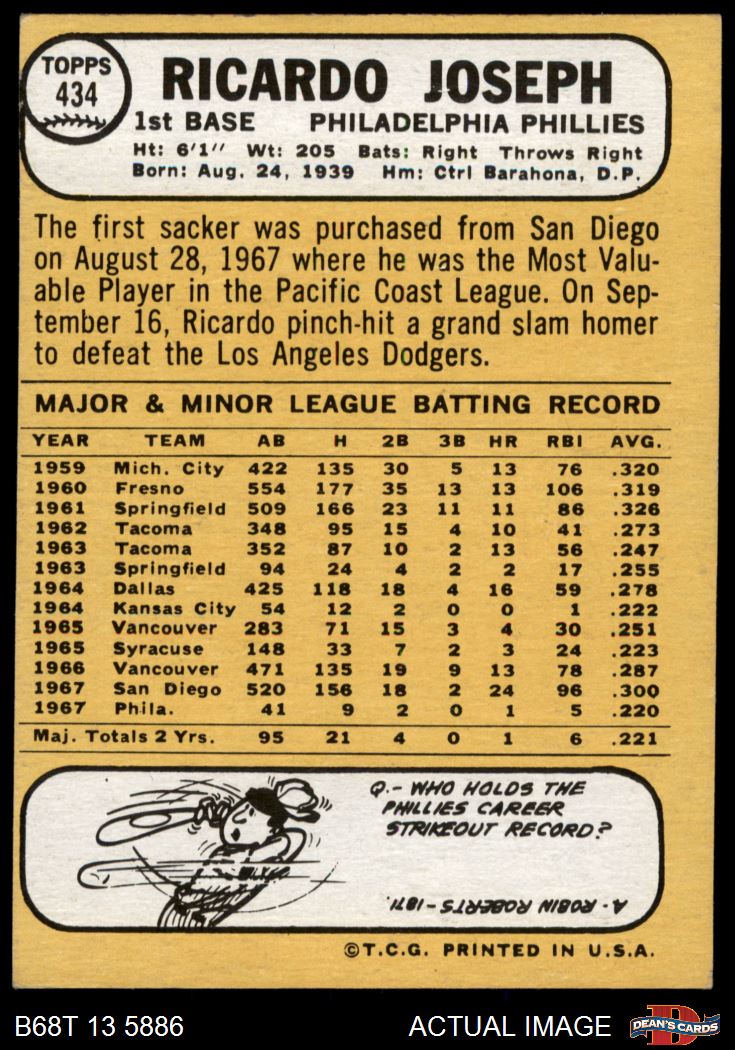 TOPPS
434
RICARDO JOSEPH
1st BASE PHILADELPHIA PHILLIES
Ht: 6'1" Wt: 205 Bats: Right Throws Right
Born: Aug. 24, 1939 Hm: Ctrl Barahona, D.P.
The first sacker was purchased from San Diego
on August 28, 1967 where he was the Most Valu-
able Player in the Pacific Coast League. On Sep-
tember 16, Ricardo pinch-hit a grand slam homer
to defeat the Los Angeles Dodgers.
MAJOR & MINOR LEAGUE BATTING RECORD
YEAR TEAM AB H 2B 3B HR RBI AVG.
1959 Mich. City 422 135 30 5 13 76 .320
1960 Fresno 554 177 35 13 13 106 .319
1961 Springfield 509 166 23 11 11 86 .326
1962 Tacoma 348 95 15 4 10 41 .273
1963 Tacoma 352 87 10 2 13 56 .247
1963 Springfield 94 24 4 2 2 17 .255
1964 Dallas 425 118 18 4 16 59 .278
1964 Kansas City 54 12 2 0 0 1 .222
1965 Vancouver 283 71 15 3 4 30 .251
1965 Syracuse 148 33 7 2 3 24 .223
1966 Vancouver 471 135 19 9 13 78 .287
1967 San Diego 520 156 18 2 24 96 .300
1967 Phila. 41 9 2 0 1 5 .220
Maj. Totals 2 Yrs. 95 21 4 0 1 6 .221
Q.- WHO HOLDS THE
PHILLIES CAREER
STRIKEOUT RECORD?
A- ROBIN ROBERTS-1871.
©T.C.G. PRINTED IN U.S.A.
B68T 13 5886 ACTUAL IMAGE
D
DEAN'S CARDS